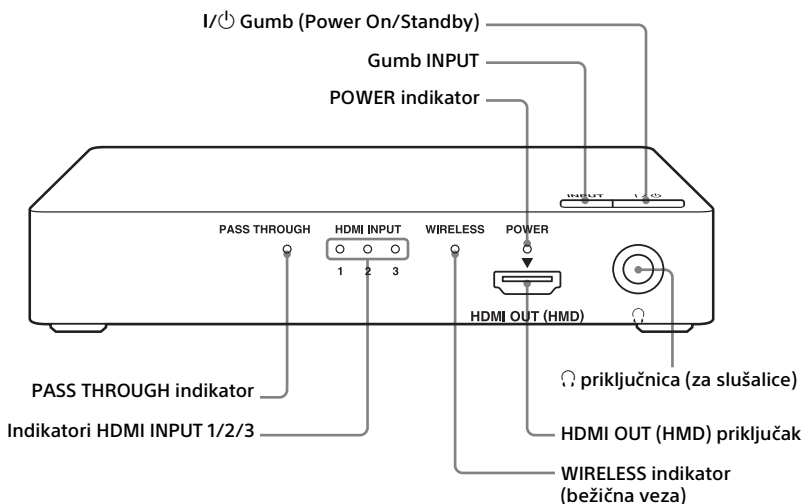 I/⏻ Gumb (Power On/Standby)
Gumb INPUT
POWER indikator
INPUT I/⏻
PASS THROUGH HDMI INPUT WIRELESS POWER
1 2 3
HDMI OUT (HMD)
PASS THROUGH indikator
🎧 priključnica (za slušalice)
Indikatori HDMI INPUT 1/2/3
HDMI OUT (HMD) priključak
WIRELESS indikator
(bežična veza)